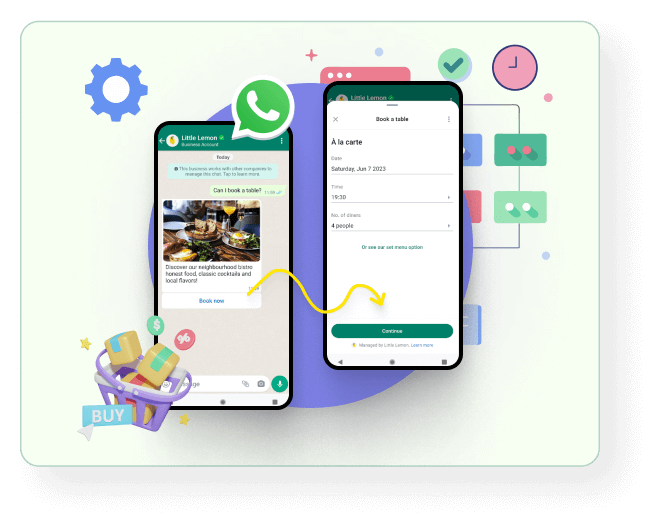 Little Lemon
Business Account
Today
This business works with other companies to
manage this chat. Tap to learn more.
Can I book a table?
11:59
Discover our neighbourhood bistro
honest food, classic cocktails and
local flavors!
Book now
$
%
BUY
Little Lemon
Book a table
À la carte
Date
Saturday, Jun 7 2023
Time
19:30
No. of diners
4 people
Or see our set menu option
Continue
Managed by Little Lemon. Learn more